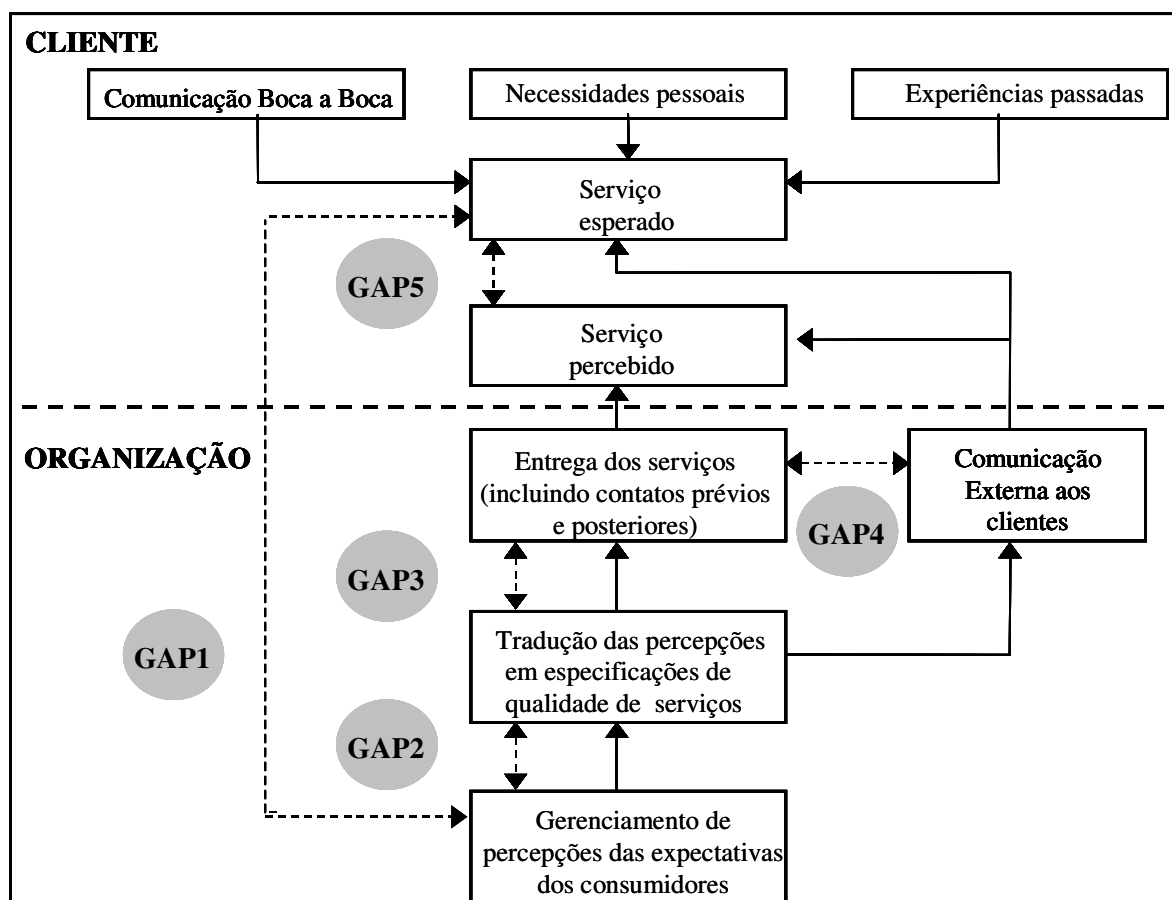 CLIENTE
Comunicação Boca a Boca
Necessidades pessoais
Experiências passadas
Serviço
esperado
GAP5
Serviço
percebido
ORGANIZAÇÃO
Entrega dos serviços
(incluindo contatos prévios
e posteriores)
Comunicação
Externa aos
clientes
GAP4
GAP3
GAP1
Tradução das percepções
em especificações de
qualidade de serviços
GAP2
Gerenciamento de
percepções das expectativas
dos consumidores